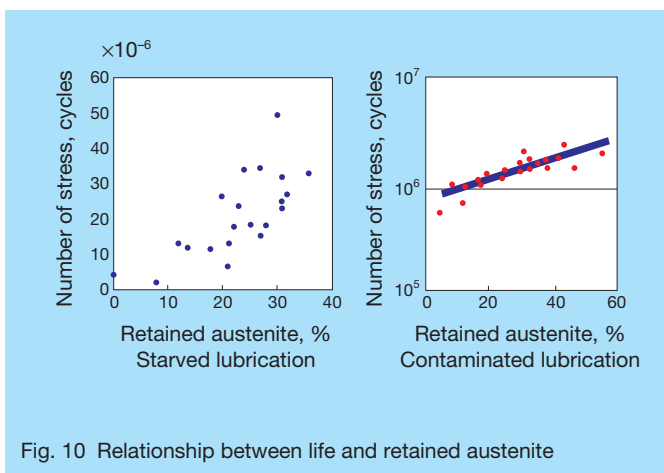 ×10⁻⁶
Number of stress, cycles
60
50
40
30
20
10
0
0 10 20 30 40
Retained austenite, %
Starved lubrication
Number of stress, cycles
10⁷
10⁶
10⁵
0 20 40 60
Retained austenite, %
Contaminated lubrication
Fig. 10 Relationship between life and retained austenite